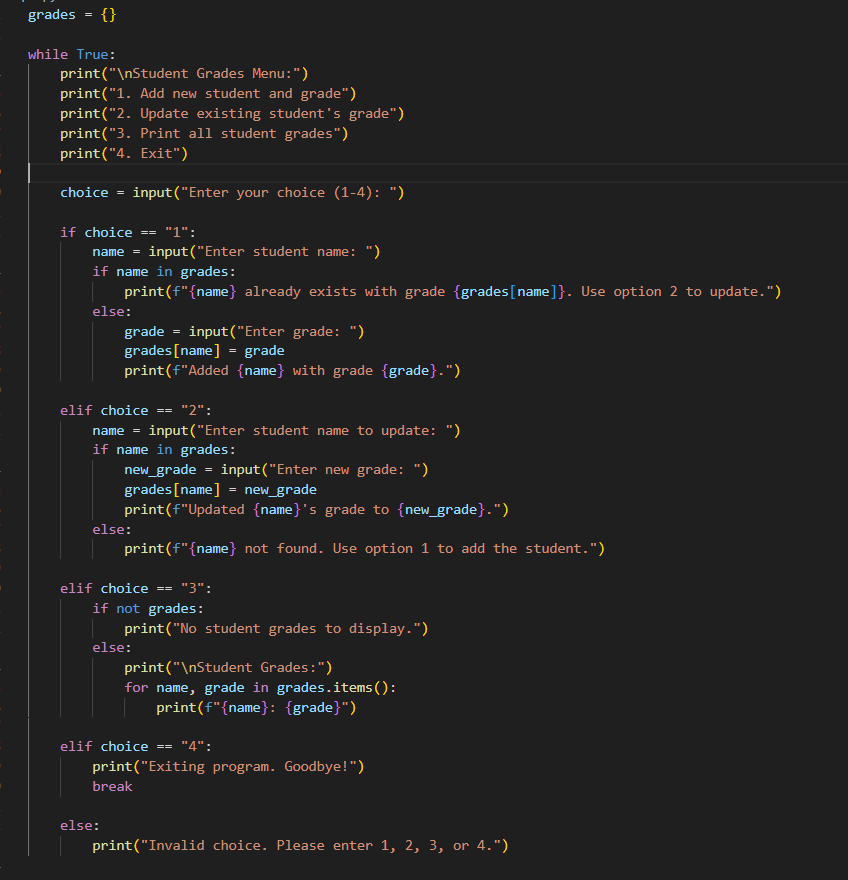 grades = {}
while True:
print("\nStudent Grades Menu:")
print("1. Add new student and grade")
print("2. Update existing student's grade")
print("3. Print all student grades")
print("4. Exit")
choice = input("Enter your choice (1-4): ")
if choice == "1":
name = input("Enter student name: ")
if name in grades:
print(f"{name} already exists with grade {grades[name]}. Use option 2 to update.")
else:
grade = input("Enter grade: ")
grades[name] = grade
print(f"Added {name} with grade {grade}.")
elif choice == "2":
name = input("Enter student name to update: ")
if name in grades:
new_grade = input("Enter new grade: ")
grades[name] = new_grade
print(f"Updated {name}'s grade to {new_grade}.")
else:
print(f"{name} not found. Use option 1 to add the student.")
elif choice == "3":
if not grades:
print("No student grades to display.")
else:
print("\nStudent Grades:")
for name, grade in grades.items():
print(f"{name}: {grade}")
elif choice == "4":
print("Exiting program. Goodbye!")
break
else:
print("Invalid choice. Please enter 1, 2, 3, or 4.")